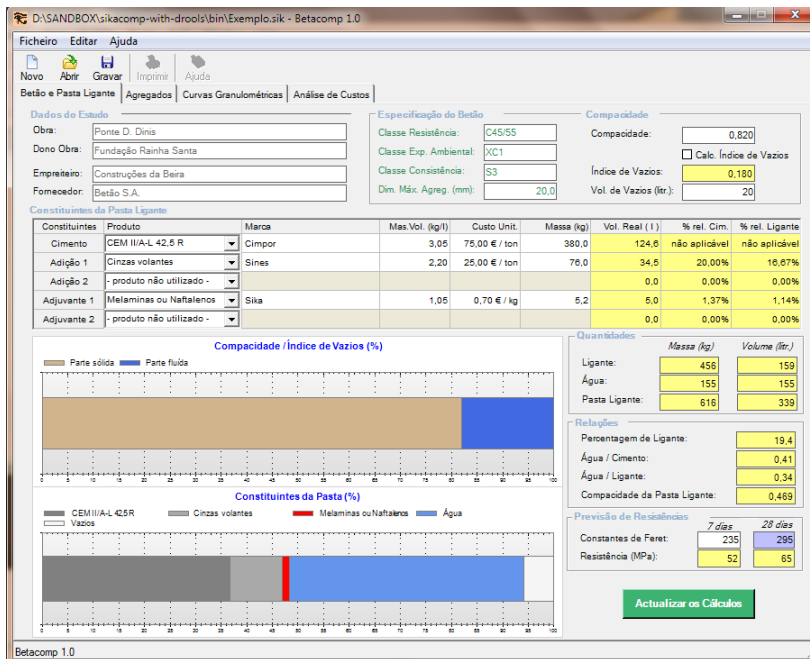 D:\SANDBOX\sikacomp-with-drools\bin\Exemplo.sik - Betacomp 1.0
Ficheiro Editar Ajuda
Novo Abrir Gravar Imprimir Ajuda
Betão e Pasta Ligante Agregados Curvas Granulométricas Análise de Custos
Dados do Estudo
Obra: Ponte D. Dinis
Dono Obra: Fundação Rainha Santa
Empreiteiro: Construções da Beira
Fornecedor: Betão S.A.
Especificação do Betão
Classe Resistência: C45/55
Classe Exp. Ambiental: XC1
Classe Consistência: S3
Dim. Máx. Agreg. (mm): 20,0
Compacidade
Compacidade: 0,820
Calc. Índice de Vazios
Índice de Vazios: 0,180
Vol. de Vazios (litr.): 20
Constituintes da Pasta Ligante
Constituintes Produto Marca Mas.Vol. (kg/l) Custo Unit. Massa (kg) Vol. Real ( l ) % rel. Cim. % rel. Ligante
Cimento CEM II/A-L 42,5 R Cimpor 3,05 75,00 € / ton 380,0 124,6 não aplicável não aplicável
Adição 1 Cinzas volantes Sines 2,20 25,00 € / ton 76,0 34,5 20,00% 16,67%
Adição 2 - produto não utilizado - 0,0 0,00% 0,00%
Adjuvante 1 Melaminas ou Naftalenos Sika 1,05 0,70 € / kg 5,2 5,0 1,37% 1,14%
Adjuvante 2 - produto não utilizado - 0,0 0,00% 0,00%
Compacidade / Índice de Vazios (%)
Parte sólida Parte fluída
0 5 10 15 20 25 30 35 40 45 50 55 60 65 70 75 80 85 90 95 100
Constituintes da Pasta (%)
CEM II/A-L 42,5 R Cinzas volantes Melaminas ou Naftalenos Água
Vazios
0 5 10 15 20 25 30 35 40 45 50 55 60 65 70 75 80 85 90 95 100
Quantidades
Massa (kg) Volume (litr.)
Ligante: 456 159
Água: 155 155
Pasta Ligante: 616 339
Relações
Percentagem de Ligante: 19,4
Água / Cimento: 0,41
Água / Ligante: 0,34
Compacidade da Pasta Ligante: 0,469
Previsão de Resistências
7 dias 28 dias
Constantes de Feret: 235 295
Resistência (MPa): 52 65
Actualizar os Cálculos
Betacomp 1.0